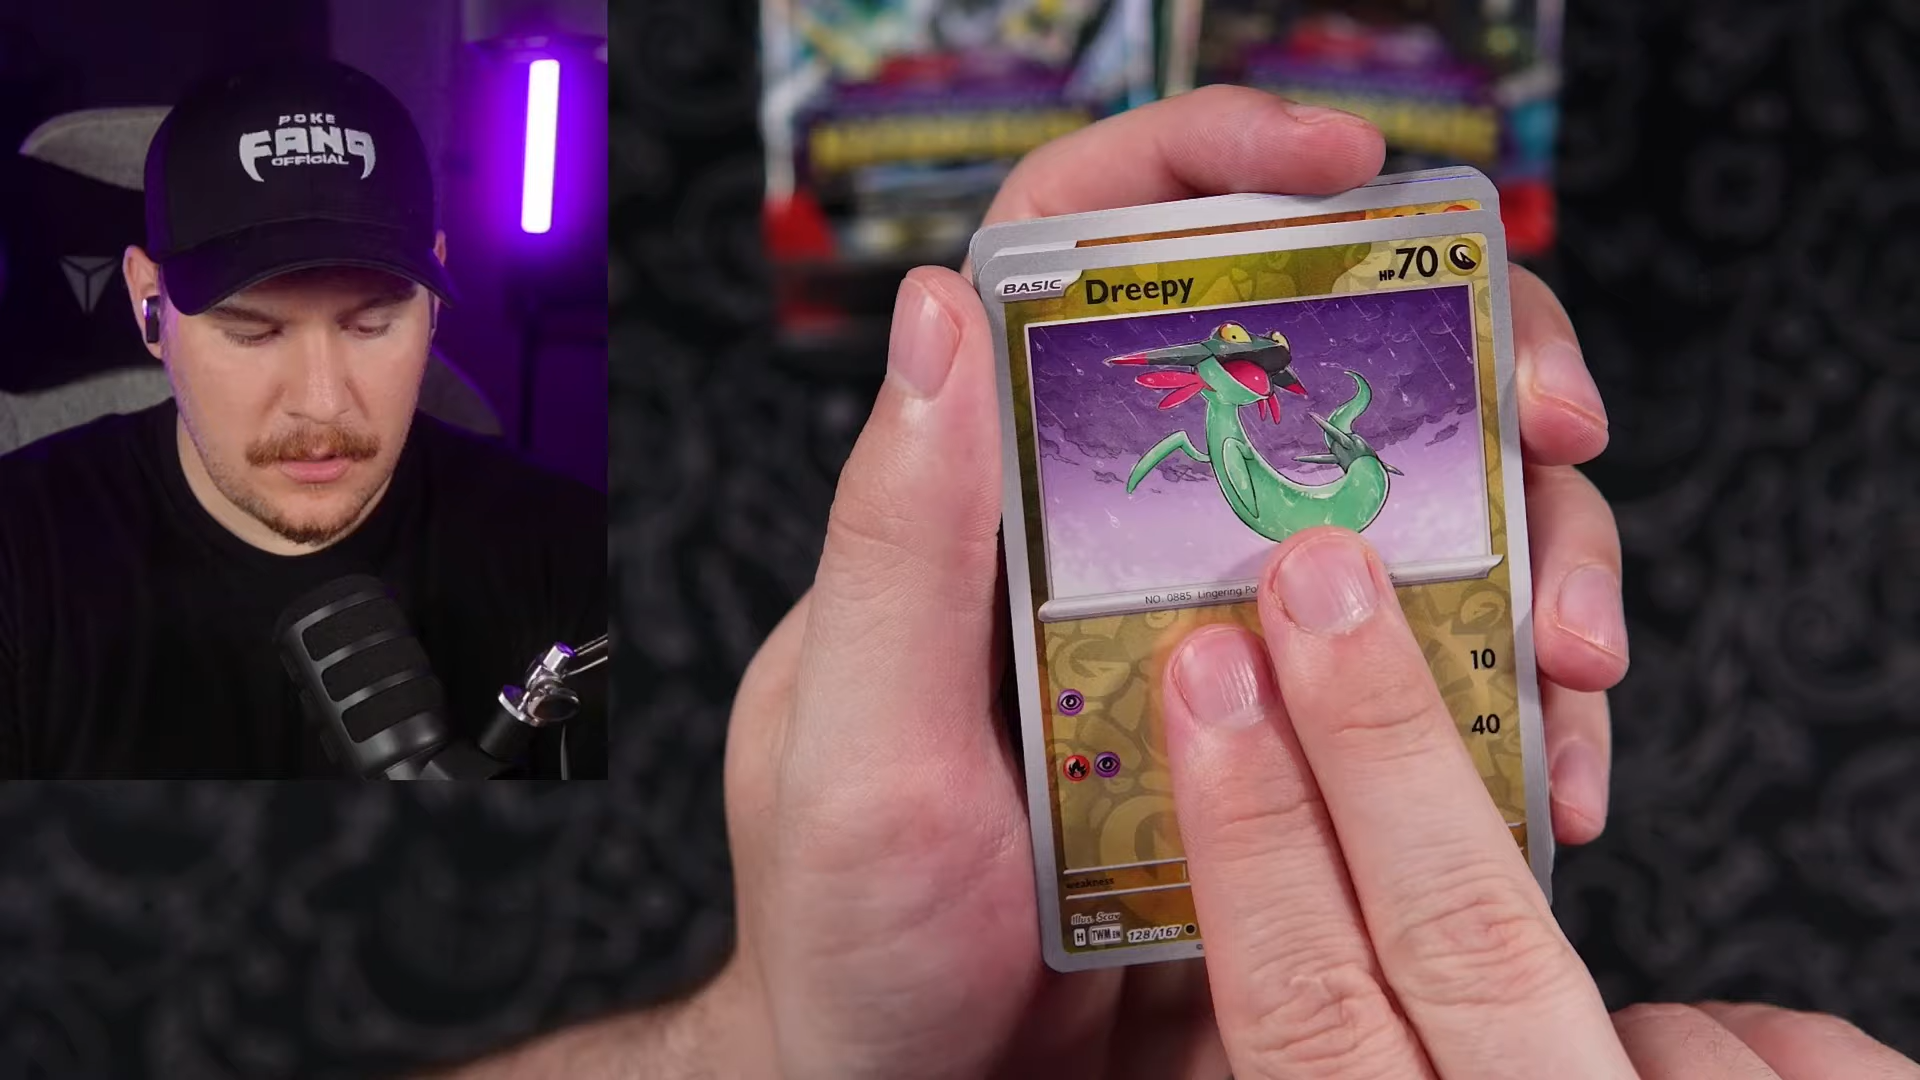 POKE
FANG
OFFICIAL
BASIC
Dreepy
HP 70
NO. 0885 Lingering
10
40
weakness
Illus. Scav
H TWM EN 128/167